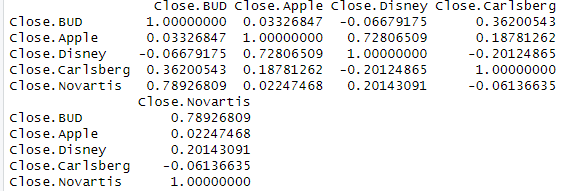 Close.BUD Close.Apple Close.Disney Close.Carlsberg
Close.BUD 1.00000000 0.03326847 -0.06679175 0.36200543
Close.Apple 0.03326847 1.00000000 0.72806509 0.18781262
Close.Disney -0.06679175 0.72806509 1.00000000 -0.20124865
Close.Carlsberg 0.36200543 0.18781262 -0.20124865 1.00000000
Close.Novartis 0.78926809 0.02247468 0.20143091 -0.06136635
Close.Novartis
Close.BUD 0.78926809
Close.Apple 0.02247468
Close.Disney 0.20143091
Close.Carlsberg -0.06136635
Close.Novartis 1.00000000